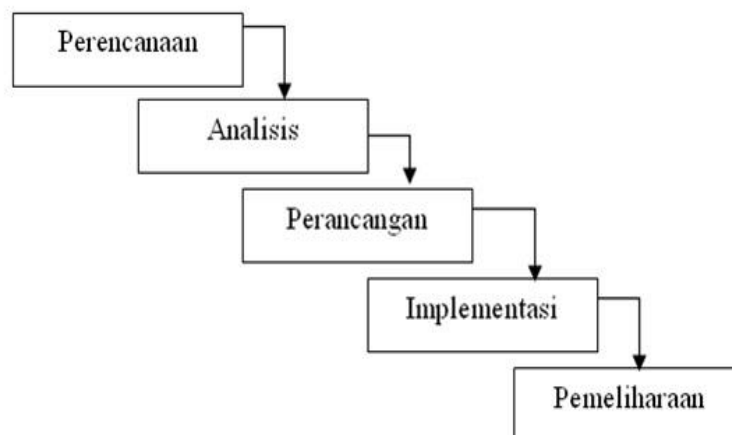 Perencanaan
Analisis
Perancangan
Implementasi
Pemeliharaan